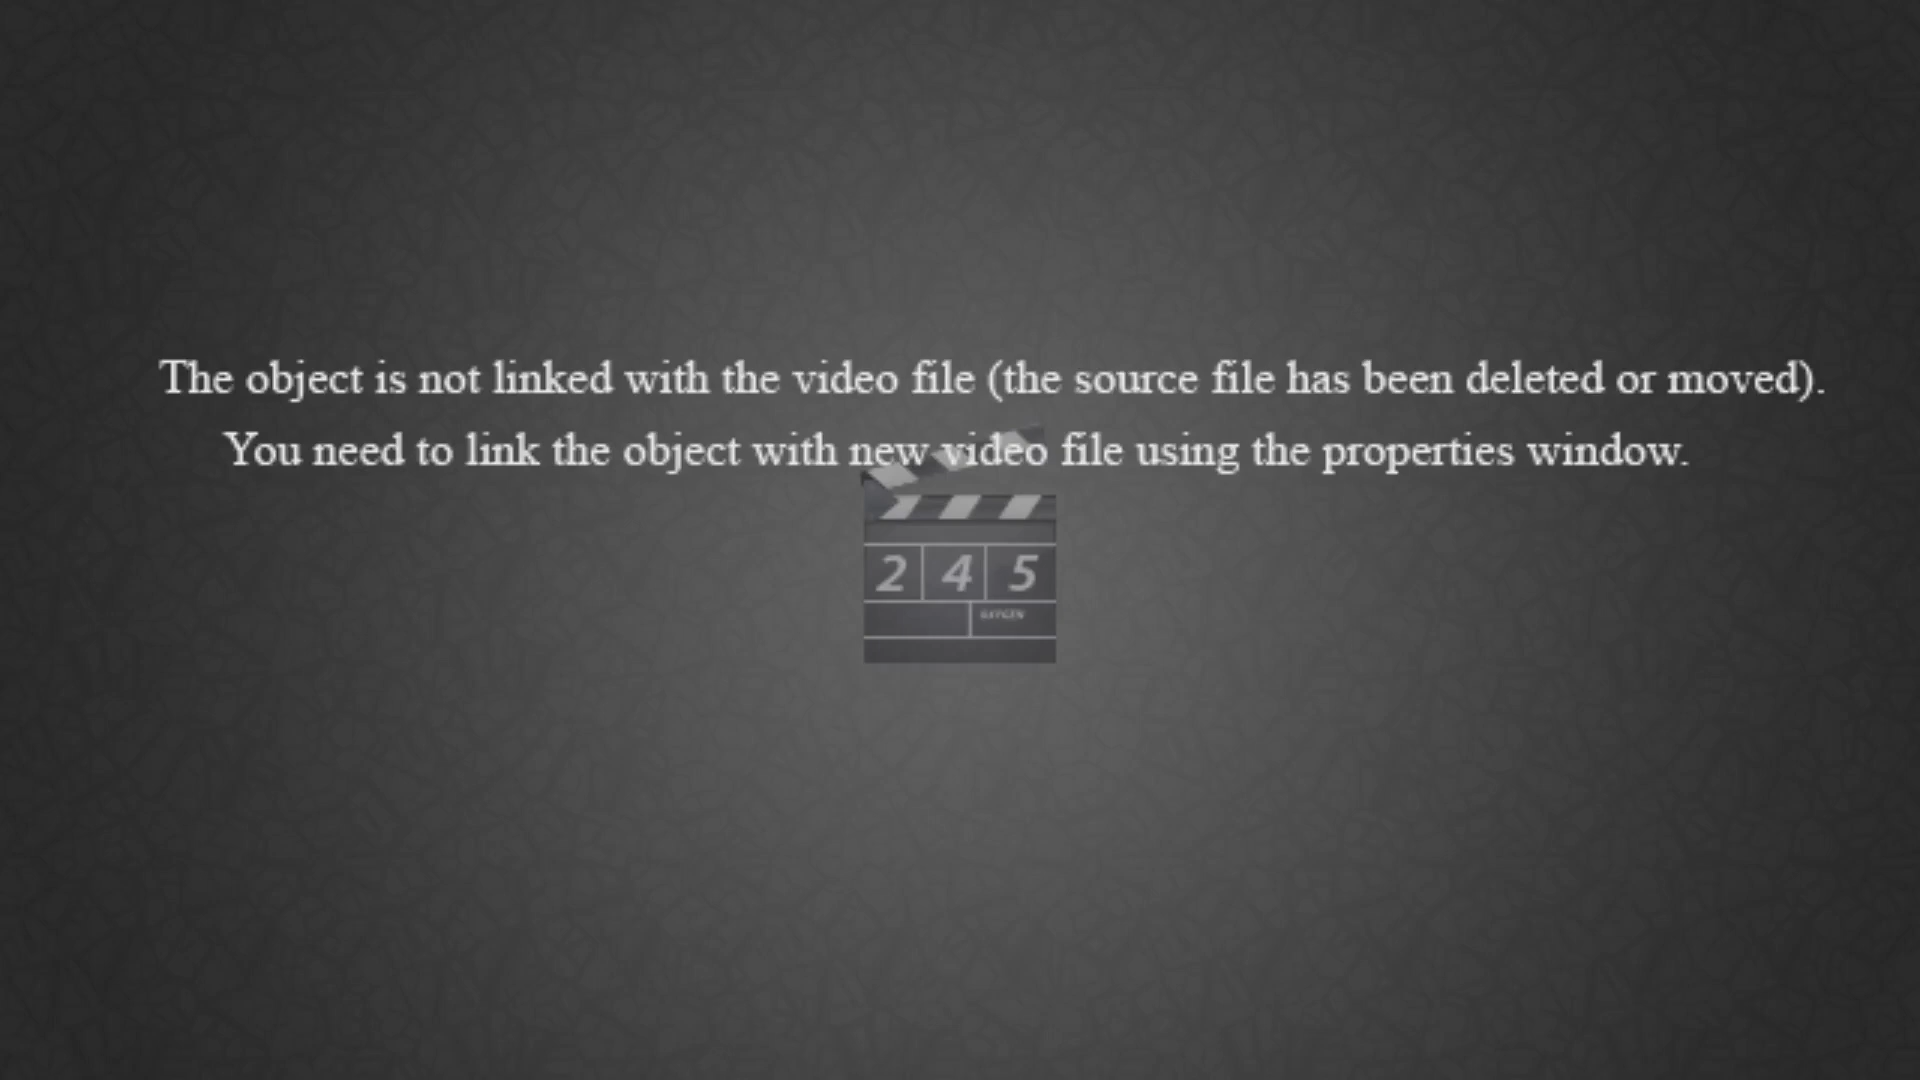 The object is not linked with the video file (the source file has been deleted or moved).
You need to link the object with new video file using the properties window.
2 4 5
OXYGEN